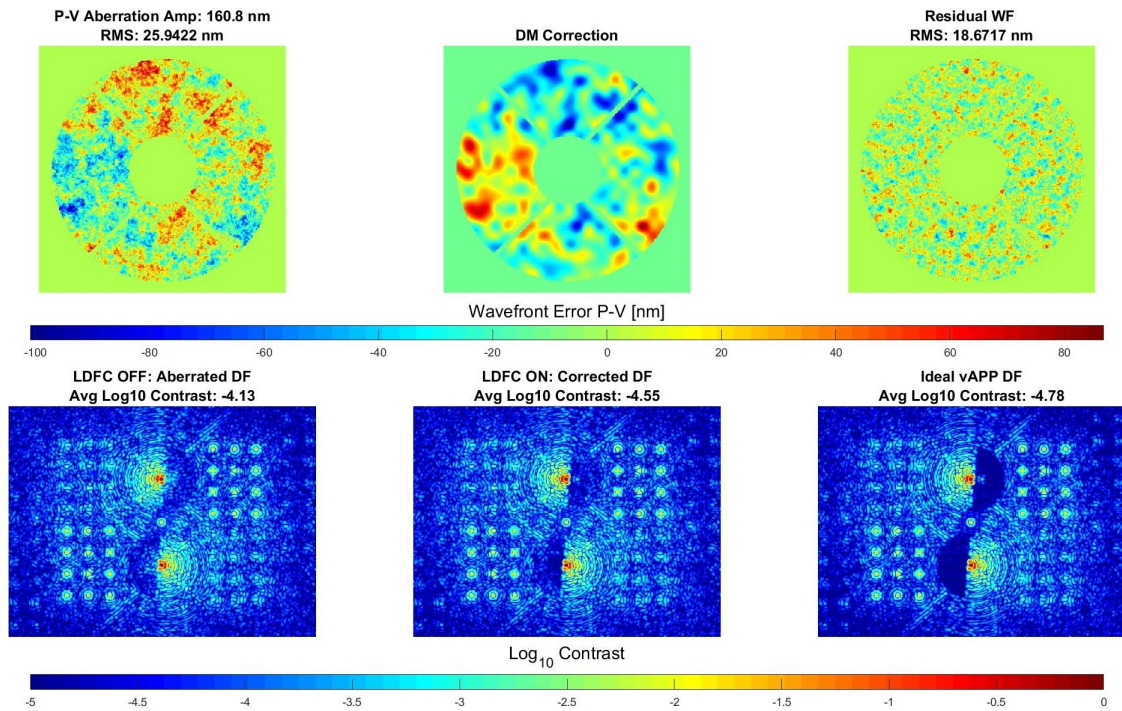 P-V Aberration Amp: 160.8 nm
RMS: 25.9422 nm
DM Correction
Residual WF
RMS: 18.6717 nm
Wavefront Error P-V [nm]
-100 -80 -60 -40 -20 0 20 40 60 80
LDFC OFF: Aberrated DF
Avg Log10 Contrast: -4.13
LDFC ON: Corrected DF
Avg Log10 Contrast: -4.55
Ideal vAPP DF
Avg Log10 Contrast: -4.78
Log10 Contrast
-5 -4.5 -4 -3.5 -3 -2.5 -2 -1.5 -1 -0.5 0